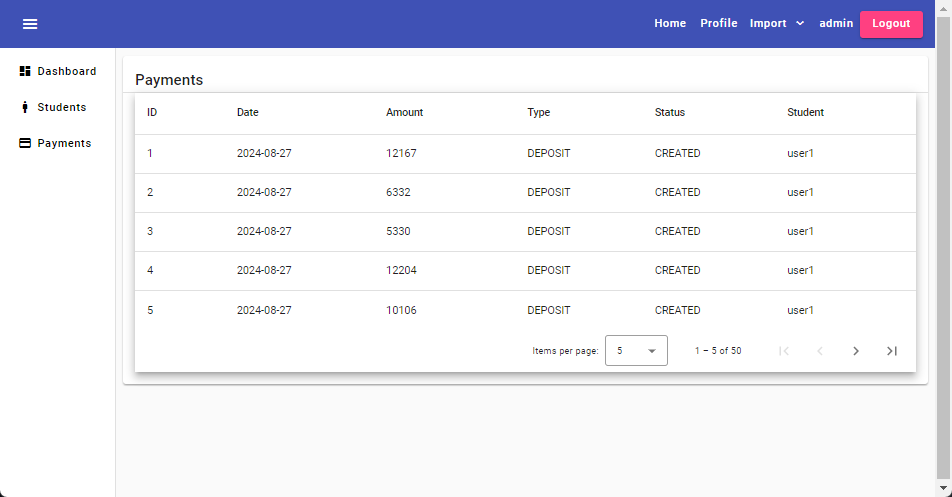 Home Profile Import admin Logout
Dashboard
Students
Payments
Payments
ID Date Amount Type Status Student
1 2024-08-27 12167 DEPOSIT CREATED user1
2 2024-08-27 6332 DEPOSIT CREATED user1
3 2024-08-27 5330 DEPOSIT CREATED user1
4 2024-08-27 12204 DEPOSIT CREATED user1
5 2024-08-27 10106 DEPOSIT CREATED user1
Items per page: 5 1 – 5 of 50